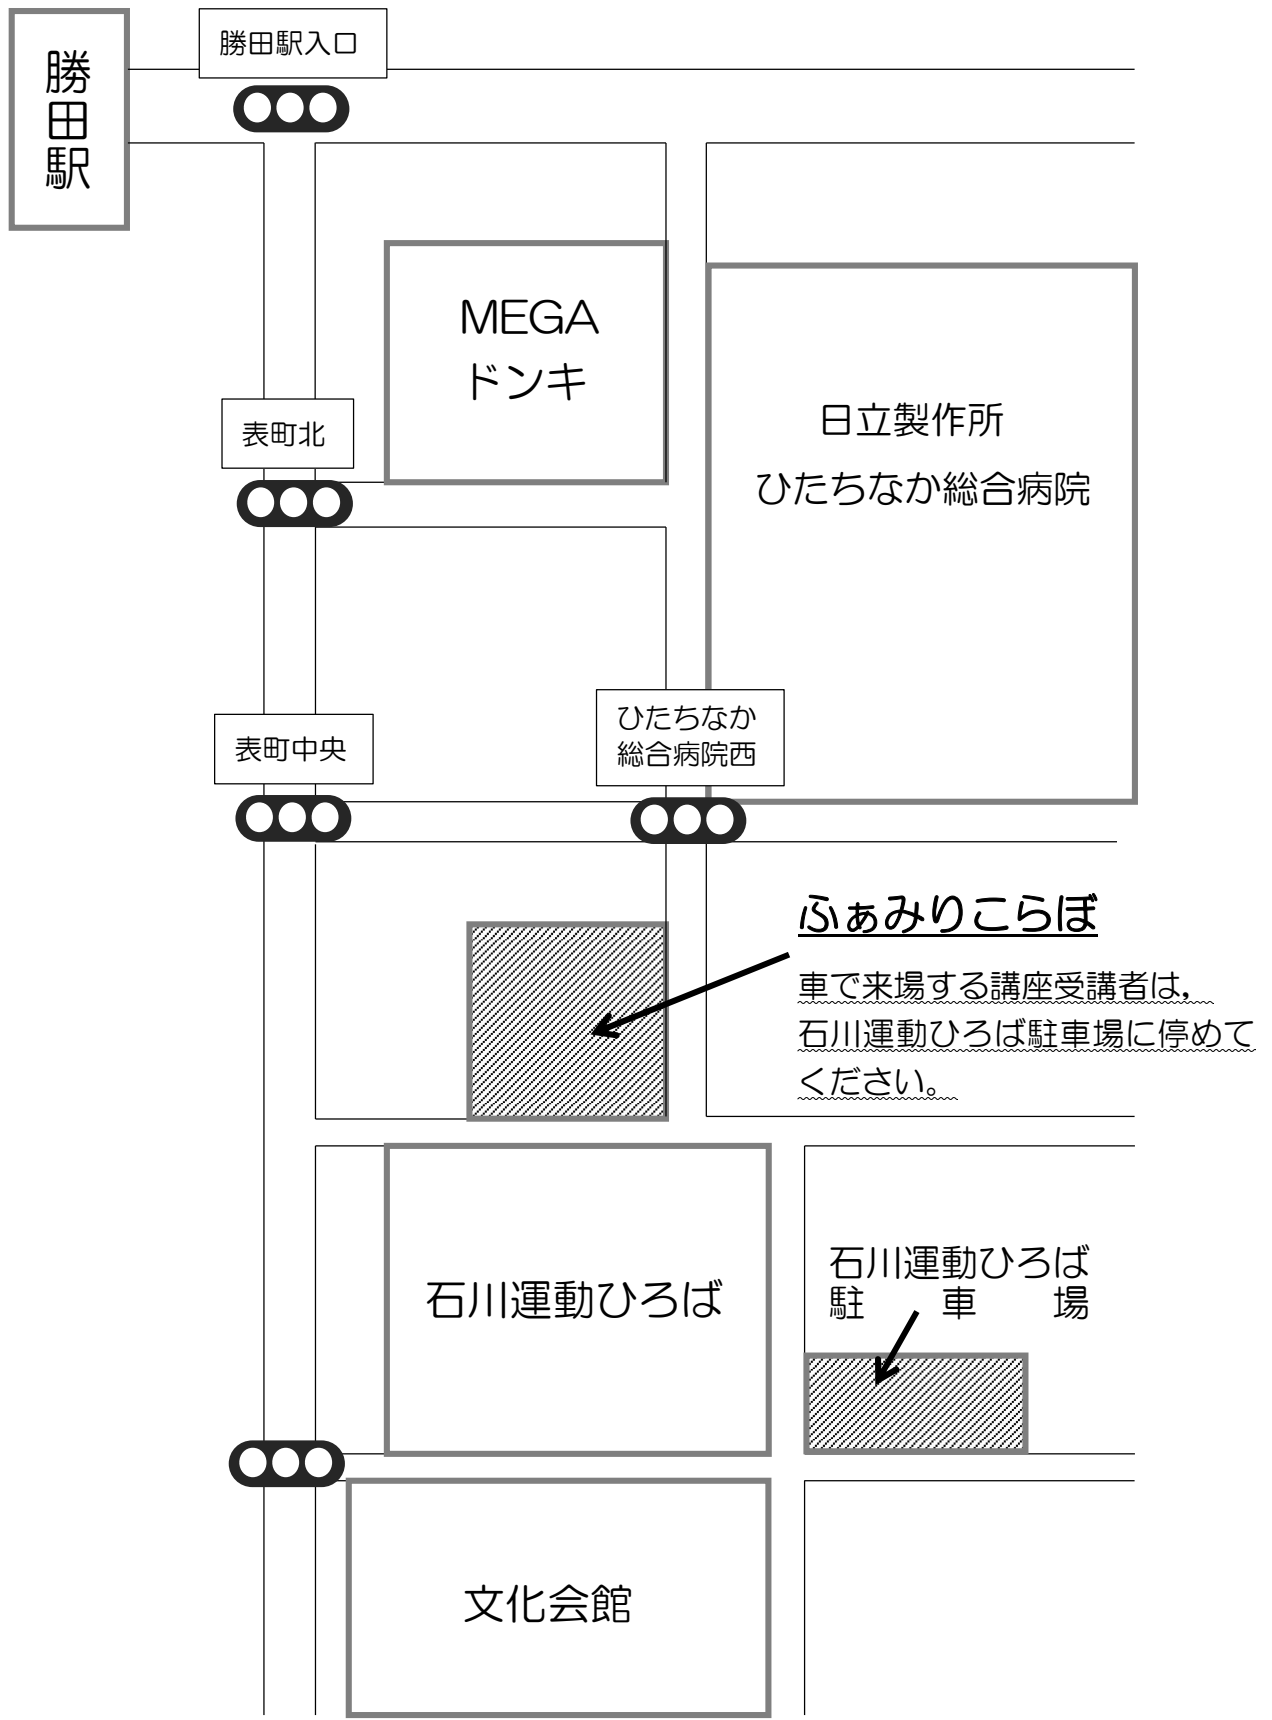 勝田駅入口
勝田駅
MEGA
ドンキ
日立製作所
ひたちなか総合病院
表町北
ひたちなか
総合病院西
表町中央
ふぁみりこらぼ
車で来場する講座受講者は，
石川運動ひろば駐車場に停めて
ください。
石川運動ひろば
石川運動ひろば
駐車場
文化会館